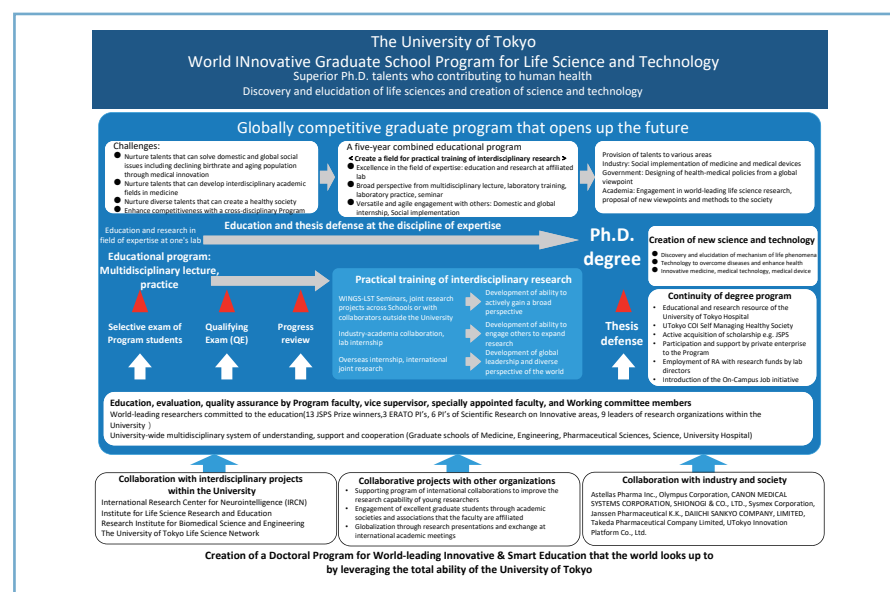 The University of Tokyo
World INnovative Graduate School Program for Life Science and Technology
Superior Ph.D. talents who contributing to human health
Discovery and elucidation of life sciences and creation of science and technology
Globally competitive graduate program that opens up the future
Challenges:
● Nurture talents that can solve domestic and global social
issues including declining birthrate and aging population
through medical innovation
● Nurture talents that can develop interdisciplinary academic
fields in medicine
● Nurture diverse talents that can create a healthy society
● Enhance competitiveness with a cross-disciplinary Program
A five-year combined educational program
< Create a field for practical training of interdisciplinary research >
● Excellence in the field of expertise: education and research at affiliated
lab
● Broad perspective from multidisciplinary lecture, laboratory training,
laboratory practice, seminar
● Versatile and agile engagement with others: Domestic and global
internship, Social implementation
Provision of talents to various areas
Industry: Social implementation of medicine and medical devices
Government: Designing of health-medical policies from a global
viewpoint
Academia: Engagement in world-leading life science research,
proposal of new viewpoints and methods to the society
Education and research in
field of expertise at one's lab
Education and thesis defense at the discipline of expertise
Ph.D.
degree
Creation of new science and technology
● Discovery and elucidation of mechanism of life phenomena
● Technology to overcome diseases and enhance health
● Innovative medicine, medical technology, medical device
Educational program:
Multidisciplinary lecture,
practice
Practical training of interdisciplinary research
WINGS-LST Seminars, joint research
projects across Schools or with
collaborators outside the University
Development of ability to
actively gain a broad
perspective
Industry-academia collaboration,
lab internship
Development of ability to
engage others to expand
research
Overseas internship, international
joint research
Development of global
leadership and diverse
perspective of the world
Selective exam of
Program students
Qualifying
Exam (QE)
Progress
review
Thesis
defense
Continuity of degree program
• Educational and research resource of the
University of Tokyo Hospital
• UTokyo COI Self Managing Healthy Society
• Active acquisition of scholarship e.g. JSPS
• Participation and support by private enterprise
to the Program
• Employment of RA with research funds by lab
directors
• Introduction of the On-Campus Job initiative
Education, evaluation, quality assurance by Program faculty, vice supervisor, specially appointed faculty, and Working committee members
World-leading researchers committed to the education(13 JSPS Prize winners,3 ERATO PI's, 6 PI's of Scientific Research on Innovative areas, 9 leaders of research organizations within the
University )
University-wide multidisciplinary system of understanding, support and cooperation (Graduate schools of Medicine, Engineering, Pharmaceutical Sciences, Science, University Hospital)
Collaboration with interdisciplinary projects
within the University
International Research Center for Neurointelligence (IRCN)
Institute for Life Science Research and Education
Research Institute for Biomedical Science and Engineering
The University of Tokyo Life Science Network
Collaborative projects with other organizations
• Supporting program of international collaborations to improve the
research capability of young researchers
• Engagement of excellent graduate students through academic
societies and associations that the faculty are affiliated
• Globalization through research presentations and exchange at
international academic meetings
Collaboration with industry and society
Astellas Pharma Inc., Olympus Corporation, CANON MEDICAL
SYSTEMS CORPORATION, SHIONOGI & CO., LTD., Sysmex Corporation,
Janssen Pharmaceutical K.K., DAIICHI SANKYO COMPANY, LIMITED,
Takeda Pharmaceutical Company Limited, UTokyo Innovation
Platform Co., Ltd.
Creation of a Doctoral Program for World-leading Innovative & Smart Education that the world looks up to
by leveraging the total ability of the University of Tokyo